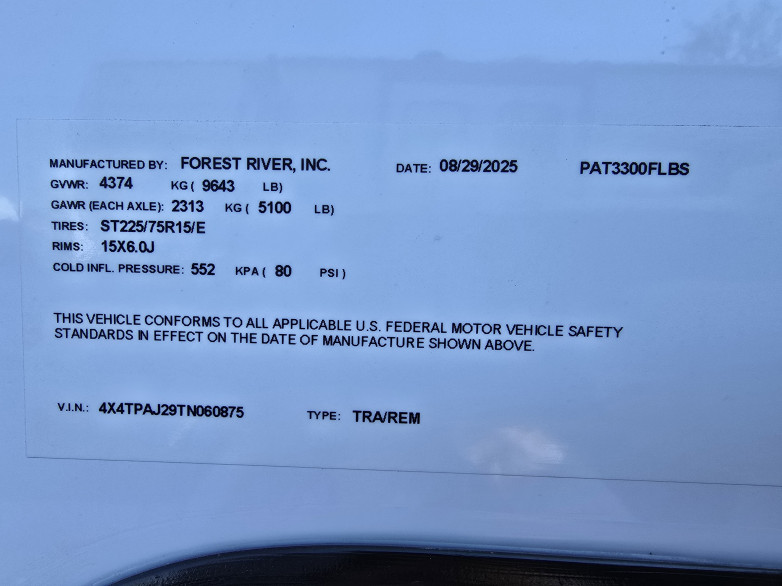 MANUFACTURED BY: FOREST RIVER, INC. DATE: 08/29/2025 PAT3300FLBS
GVWR: 4374 KG ( 9643 LB)
GAWR (EACH AXLE): 2313 KG ( 5100 LB)
TIRES: ST225/75R15/E
RIMS: 15X6.0J
COLD INFL. PRESSURE: 552 KPA ( 80 PSI )
THIS VEHICLE CONFORMS TO ALL APPLICABLE U.S. FEDERAL MOTOR VEHICLE SAFETY
STANDARDS IN EFFECT ON THE DATE OF MANUFACTURE SHOWN ABOVE.
V.I.N.: 4X4TPAJ29TN060875 TYPE: TRA/REM